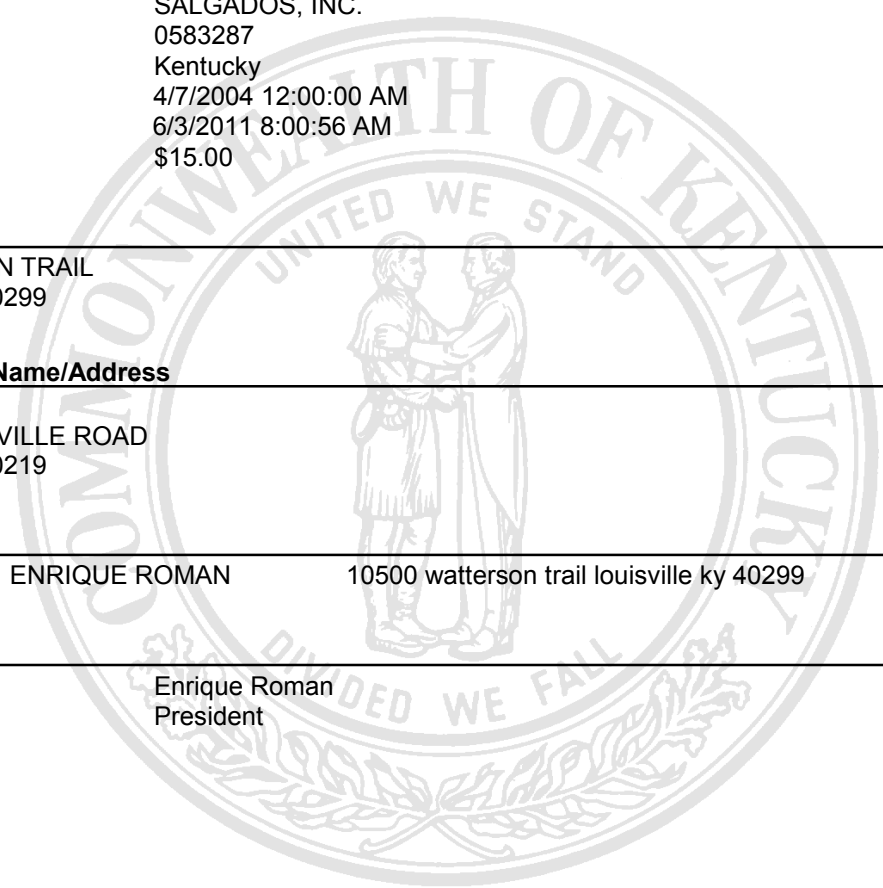 SALGADOS, INC.
0583287
Kentucky
4/7/2004 12:00:00 AM
6/3/2011 8:00:56 AM
$15.00
N TRAIL
0299
Name/Address
VILLE ROAD
0219
ENRIQUE ROMAN 10500 watterson trail louisville ky 40299
Enrique Roman
President
COMMONWEALTH OF KENTUCKY
UNITED WE STAND
DIVIDED WE FALL